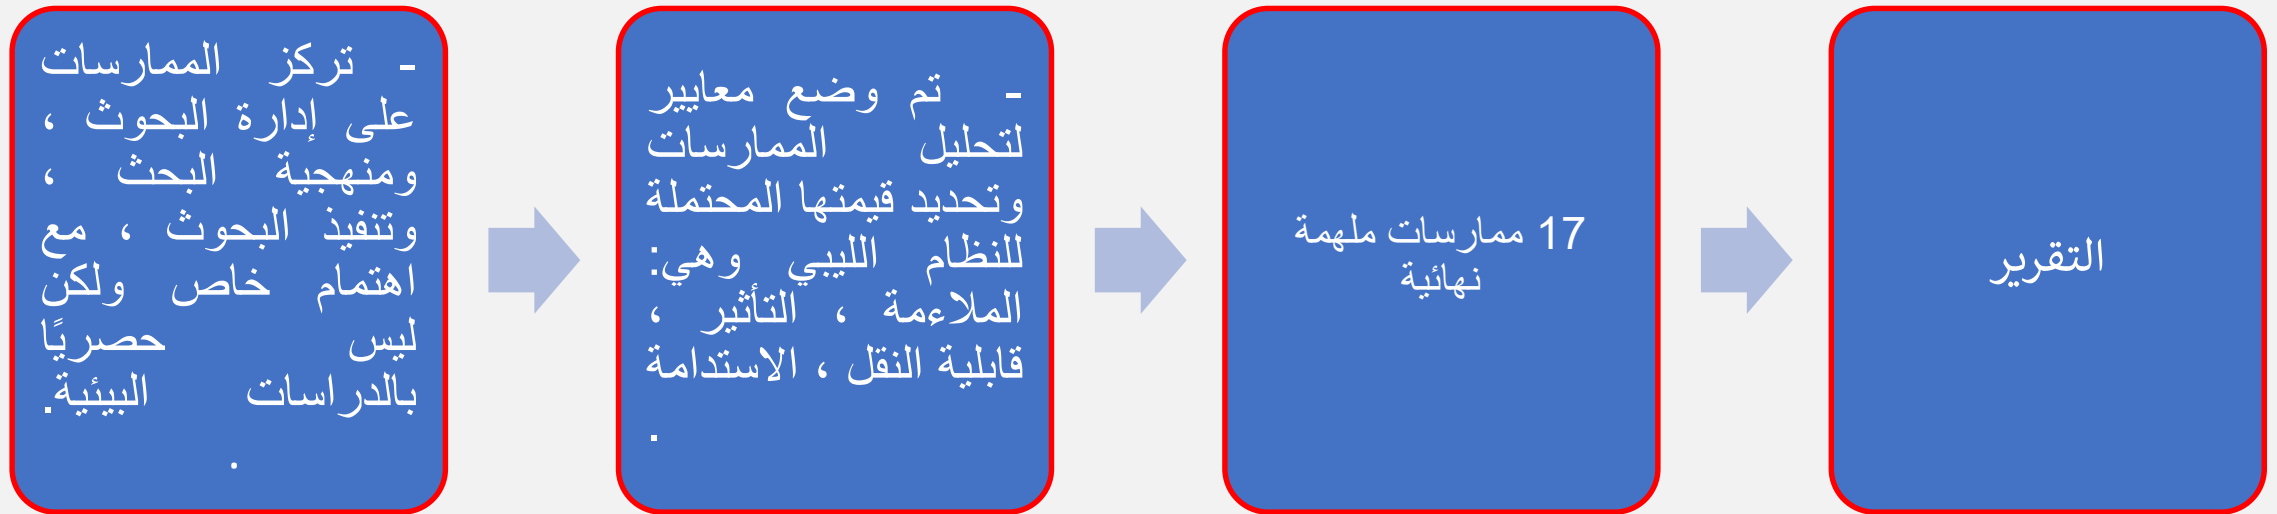 - تركز الممارسات
على إدارة البحوث ،
ومنهجية البحث ،
وتنفيذ البحوث ، مع
اهتمام خاص ولكن
ليس حصريًا
بالدراسات البيئية.
.
- تم وضع معايير
لتحليل الممارسات
وتحديد قيمتها المحتملة
للنظام الليبي وهي:
الملاءمة ، التأثير ،
قابلية النقل ، الاستدامة
.
17 ممارسات ملهمة
نهائية
التقرير